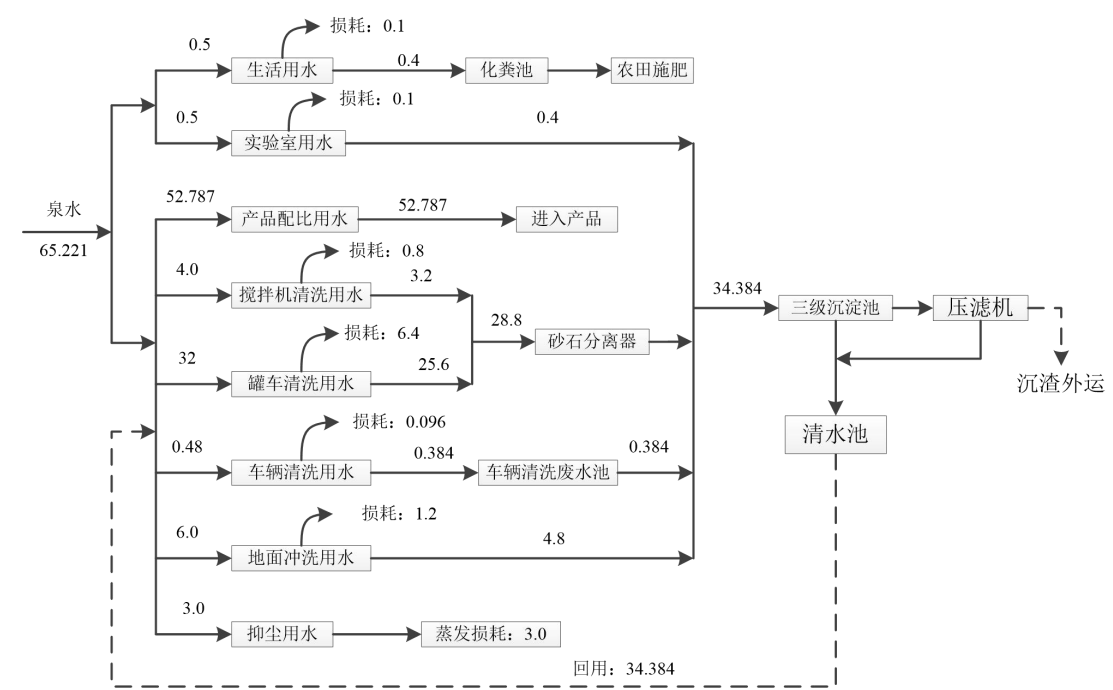 损耗：0.1
0.5
生活用水
0.4
化粪池
农田施肥
损耗：0.1
0.5
实验室用水
0.4
泉水
65.221
52.787
产品配比用水
52.787
进入产品
损耗：0.8
4.0
搅拌机清洗用水
3.2
34.384
三级沉淀池
压滤机
28.8
砂石分离器
损耗：6.4
32
罐车清洗用水
25.6
沉渣外运
清水池
损耗：0.096
0.48
车辆清洗用水
0.384
车辆清洗废水池
0.384
损耗：1.2
6.0
地面冲洗用水
4.8
3.0
抑尘用水
蒸发损耗：3.0
回用：34.384